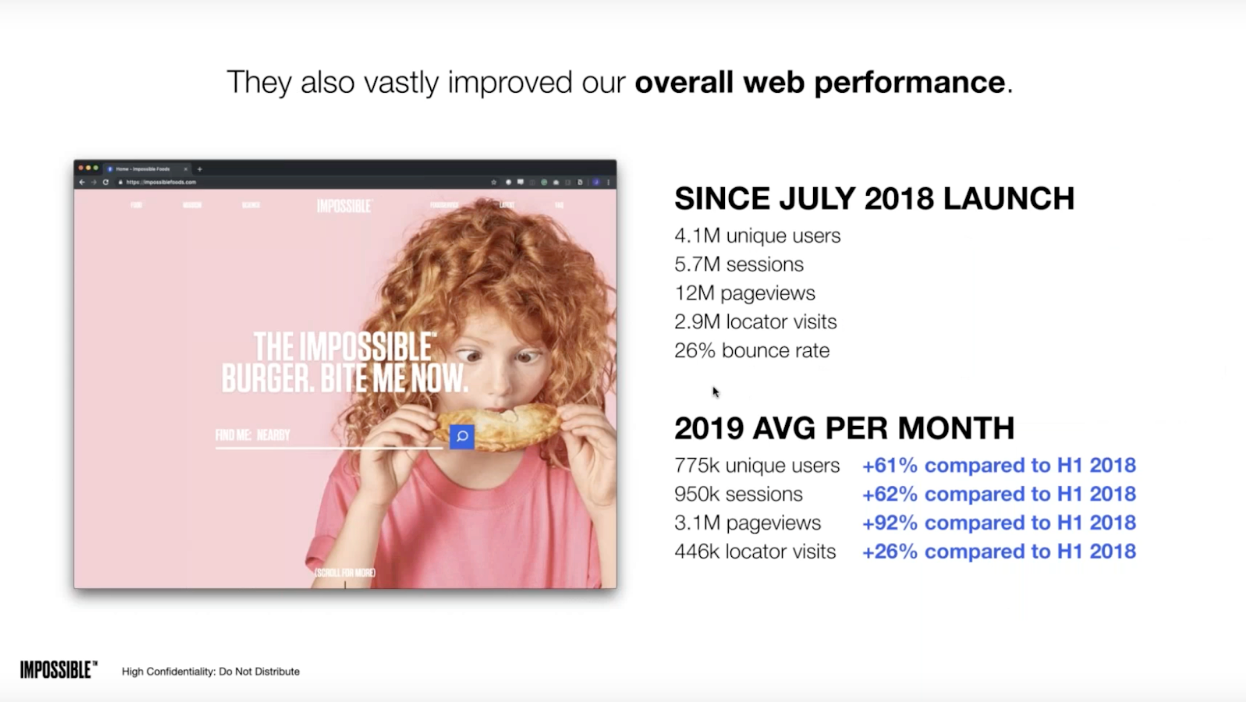 They also vastly improved our overall web performance.
Home - Impossible Foods
https://impossiblefoods.com
IMPOSSIBLE
THE IMPOSSIBLE™
BURGER. BITE ME NOW.
FIND ME: NEARBY
(SCROLL FOR MORE)
SINCE JULY 2018 LAUNCH
4.1M unique users
5.7M sessions
12M pageviews
2.9M locator visits
26% bounce rate
2019 AVG PER MONTH
775k unique users +61% compared to H1 2018
950k sessions +62% compared to H1 2018
3.1M pageviews +92% compared to H1 2018
446k locator visits +26% compared to H1 2018
IMPOSSIBLE™ High Confidentiality: Do Not Distribute